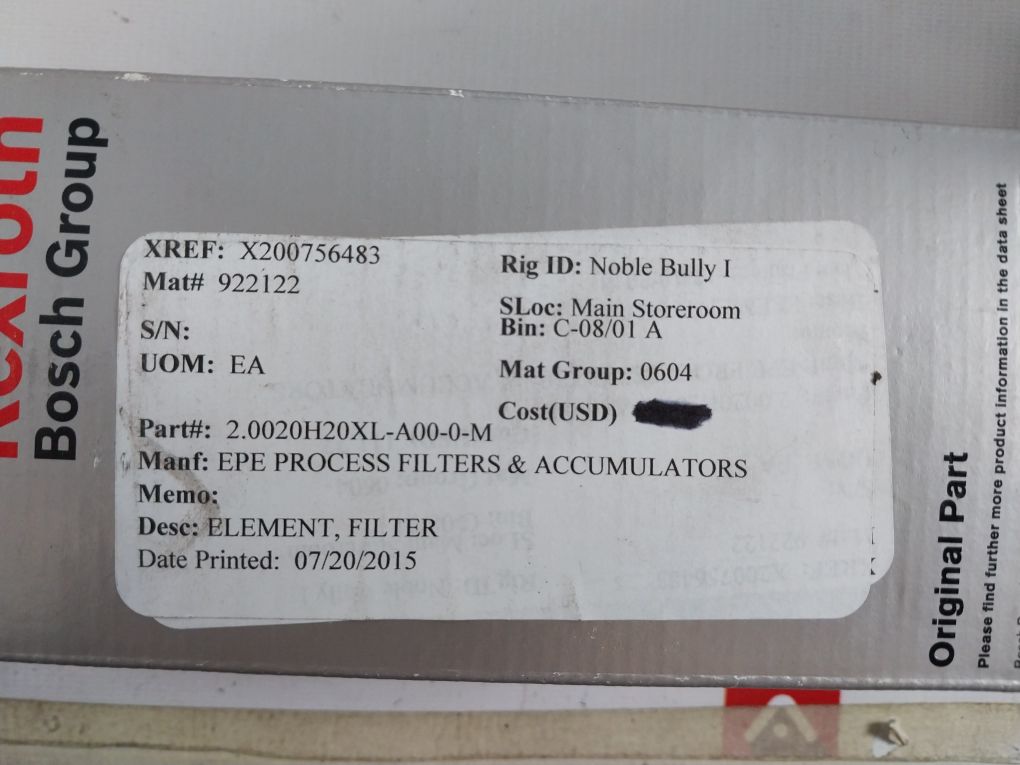 Rexroth
Bosch Group
XREF: X200756483
Mat# 922122
S/N:
UOM: EA
Part#: 2.0020H20XL-A00-0-M
Manf: EPE PROCESS FILTERS & ACCUMULATORS
Memo:
Desc: ELEMENT, FILTER
Date Printed: 07/20/2015
Rig ID: Noble Bully I
SLoc: Main Storeroom
Bin: C-08/01 A
Mat Group: 0604
Cost(USD)
Original Part
Please find further more product information in the data sheet